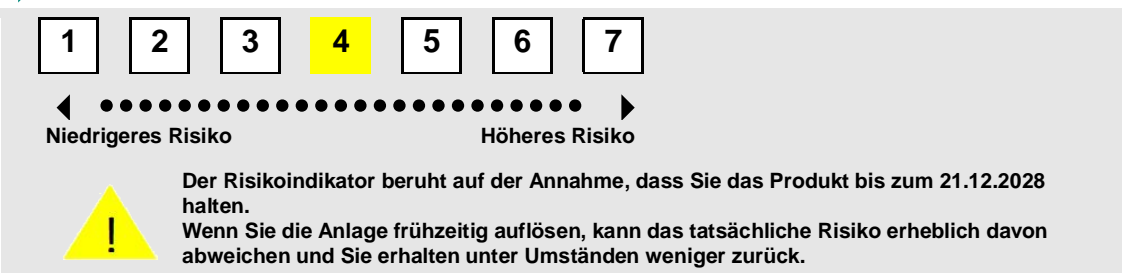 1 2 3 4 5 6 7
Niedrigeres Risiko Höheres Risiko
Der Risikoindikator beruht auf der Annahme, dass Sie das Produkt bis zum 21.12.2028
halten.
Wenn Sie die Anlage frühzeitig auflösen, kann das tatsächliche Risiko erheblich davon
abweichen und Sie erhalten unter Umständen weniger zurück.
!